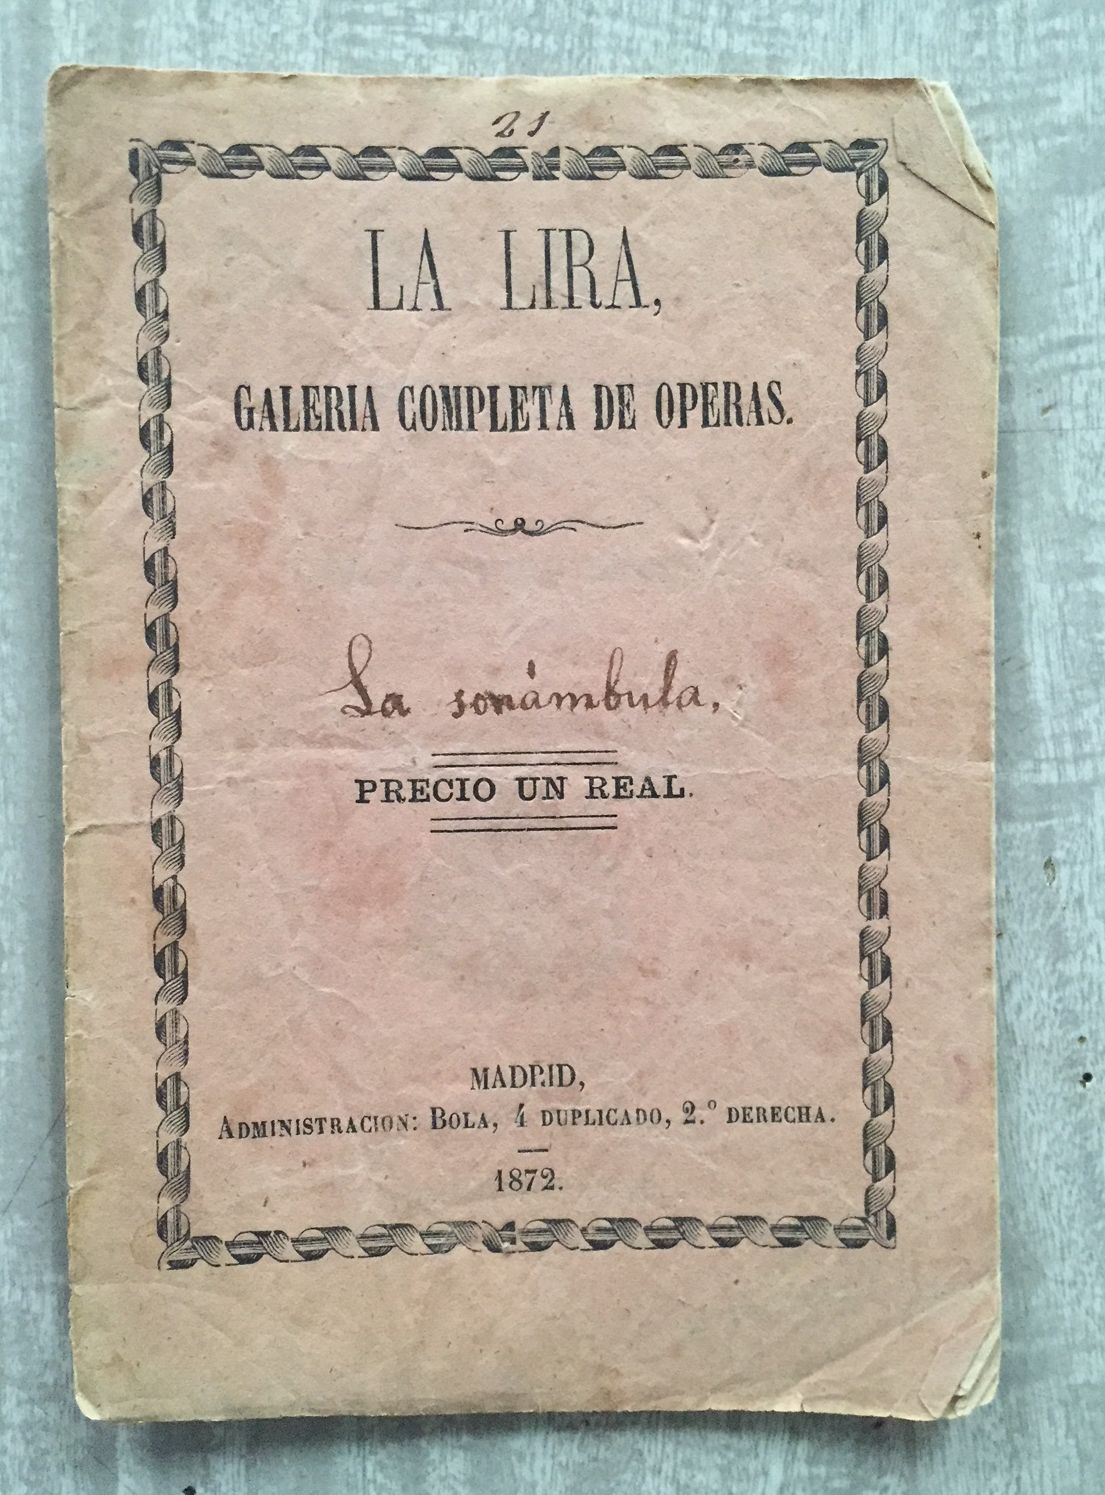 21
LA LIRA,
GALERIA COMPLETA DE OPERAS.
La sonámbula.
PRECIO UN REAL.
MADRID,
ADMINISTRACION: BOLA, 4 DUPLICADO, 2.º DERECHA.
1872.